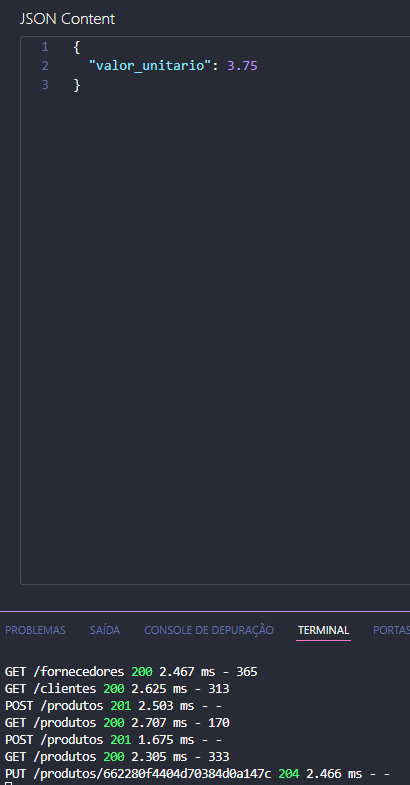 JSON Content
1 {
2 "valor_unitario": 3.75
3 }
PROBLEMAS SAÍDA CONSOLE DE DEPURAÇÃO TERMINAL PORTAS
GET /fornecedores 200 2.467 ms - 365
GET /clientes 200 2.625 ms - 313
POST /produtos 201 2.503 ms - -
GET /produtos 200 2.707 ms - 170
POST /produtos 201 1.675 ms - -
GET /produtos 200 2.305 ms - 333
PUT /produtos/662280f4404d70384d0a147c 204 2.466 ms - -